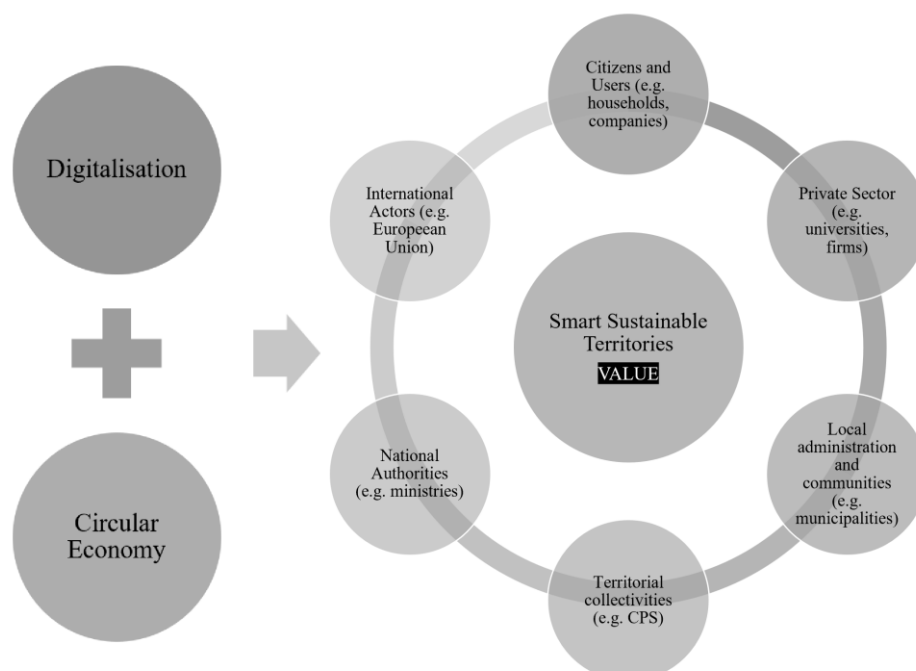 Digitalisation
Circular
Economy
Citizens and
Users (e.g.
households,
companies)
Private Sector
(e.g.
universities,
firms)
Local
administration
and
communities
(e.g.
municipalities)
Territorial
collectivities
(e.g. CPS)
National
Authorities
(e.g. ministries)
International
Actors (e.g.
Europeean
Union)
Smart Sustainable
Territories
VALUE